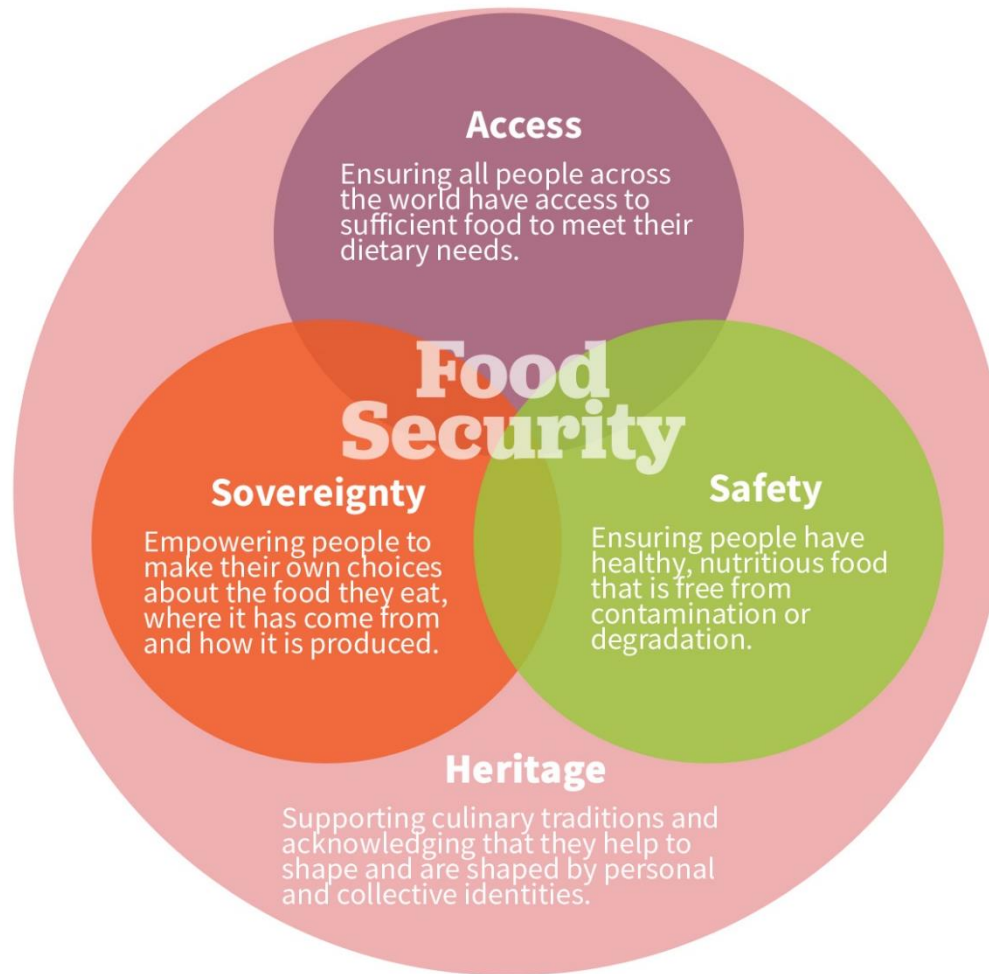 Access
Ensuring all people across
the world have access to
sufficient food to meet their
dietary needs.
Food
Security
Sovereignty
Empowering people to
make their own choices
about the food they eat,
where it has come from
and how it is produced.
Safety
Ensuring people have
healthy, nutritious food
that is free from
contamination or
degradation.
Heritage
Supporting culinary traditions and
acknowledging that they help to
shape and are shaped by personal
and collective identities.